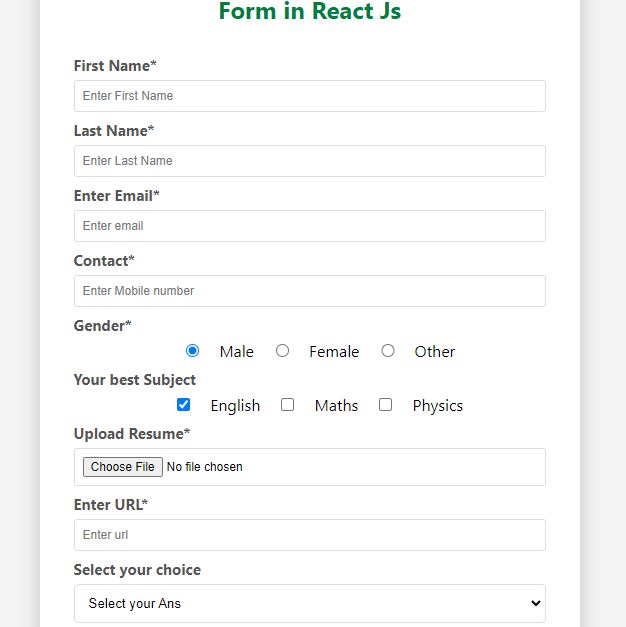 Form in React Js
First Name*
Enter First Name
Last Name*
Enter Last Name
Enter Email*
Enter email
Contact*
Enter Mobile number
Gender*
Male Female Other
Your best Subject
English Maths Physics
Upload Resume*
Choose File No file chosen
Enter URL*
Enter url
Select your choice
Select your Ans